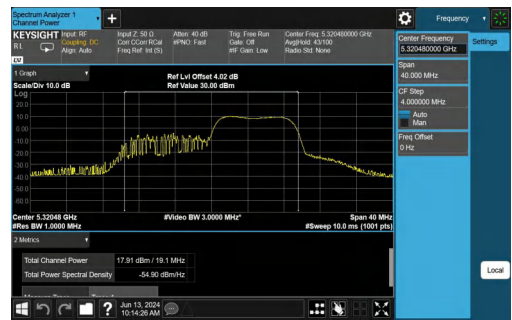 Spectrum Analyzer 1
Channel Power
Frequency
KEYSIGHT
RL
Input: RF
Coupling: DC
Align: Auto
Input Z: 50 Ω
Corr CCorr RCal
Freq Ref: Int (S)
Atten: 40 dB
#PNO: Fast
Trig: Free Run
Gate: Off
#IF Gain: Low
Center Freq: 5.320480000 GHz
Avg|Hold: 43/100
Radio Std: None
Center Frequency
5.320480000 GHz
Settings
Span
40.000 MHz
CF Step
4.000000 MHz
Auto
Man
Freq Offset
0 Hz
1 Graph
Scale/Div 10.0 dB
Ref Lvl Offset 4.02 dB
Ref Value 30.00 dBm
Log
20.0
10.0
0.00
-10.0
-20.0
-30.0
-40.0
-50.0
-60.0
Center 5.32048 GHz
#Video BW 3.0000 MHz*
Span 40 MHz
#Res BW 1.0000 MHz
#Sweep 10.0 ms (1001 pts)
2 Metrics
Total Channel Power
17.91 dBm / 19.1 MHz
Total Power Spectral Density
-54.90 dBm/Hz
Local
Jun 13, 2024
10:14:26 AM